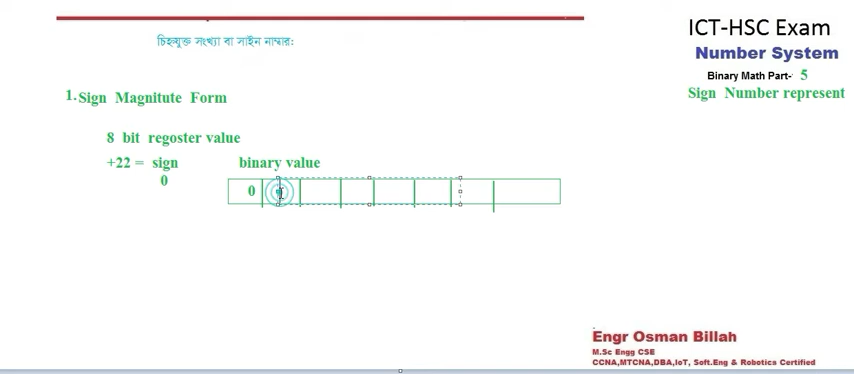 ICT-HSC Exam
Number System
Binary Math Part- 5
Sign Number represent
চিহ্নযুক্ত সংখ্যা বা সাইন নাম্বার:
1. Sign Magnitute Form
8 bit regoster value
+22 = sign binary value
0
0
Engr Osman Billah
M.Sc Engg CSE
CCNA,MTCNA,DBA,IoT, Soft.Eng & Robotics Certified